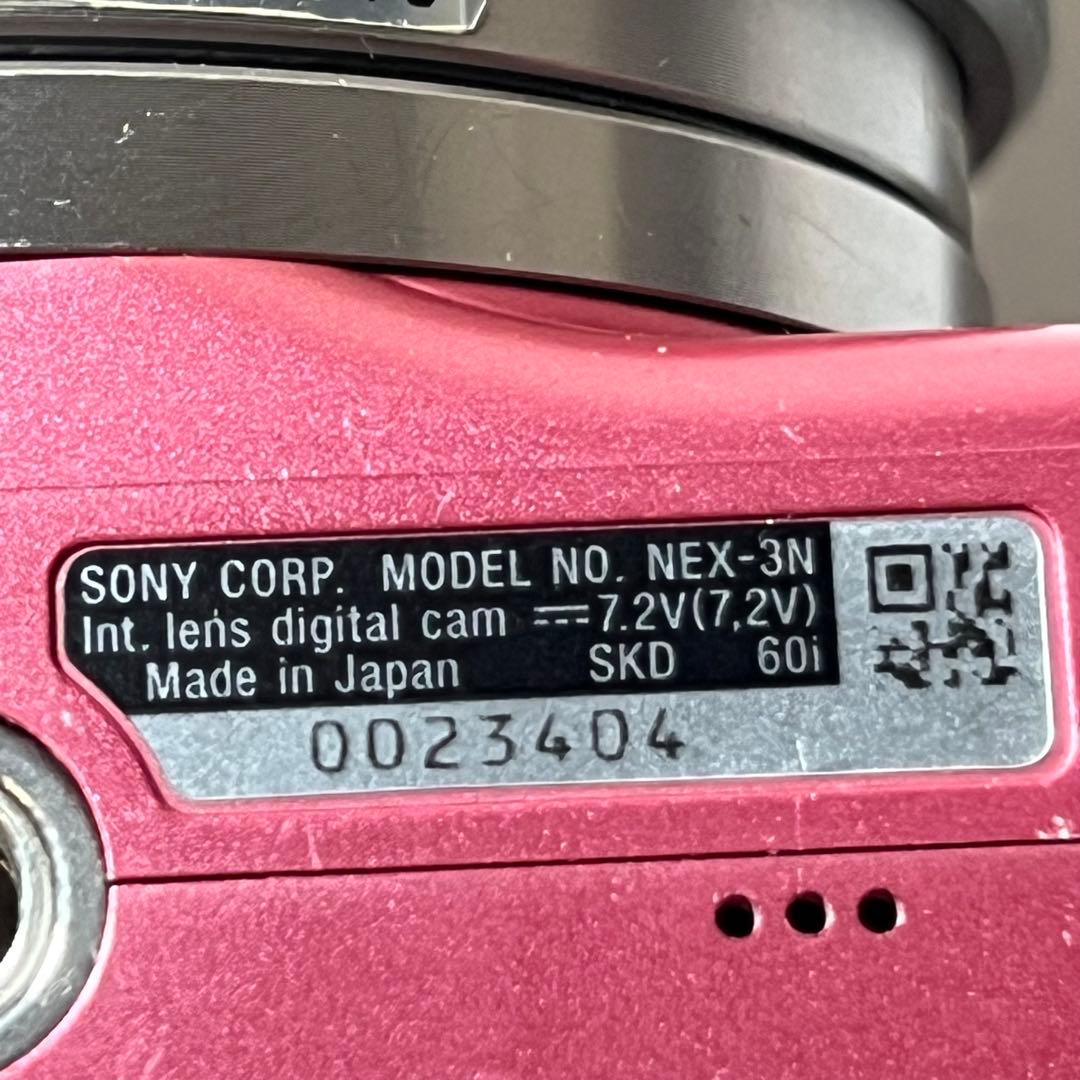 SONY CORP. MODEL NO. NEX-3N
Int. lens digital cam ⎓7.2V(7,2V)
Made in Japan SKD 60i
0023404